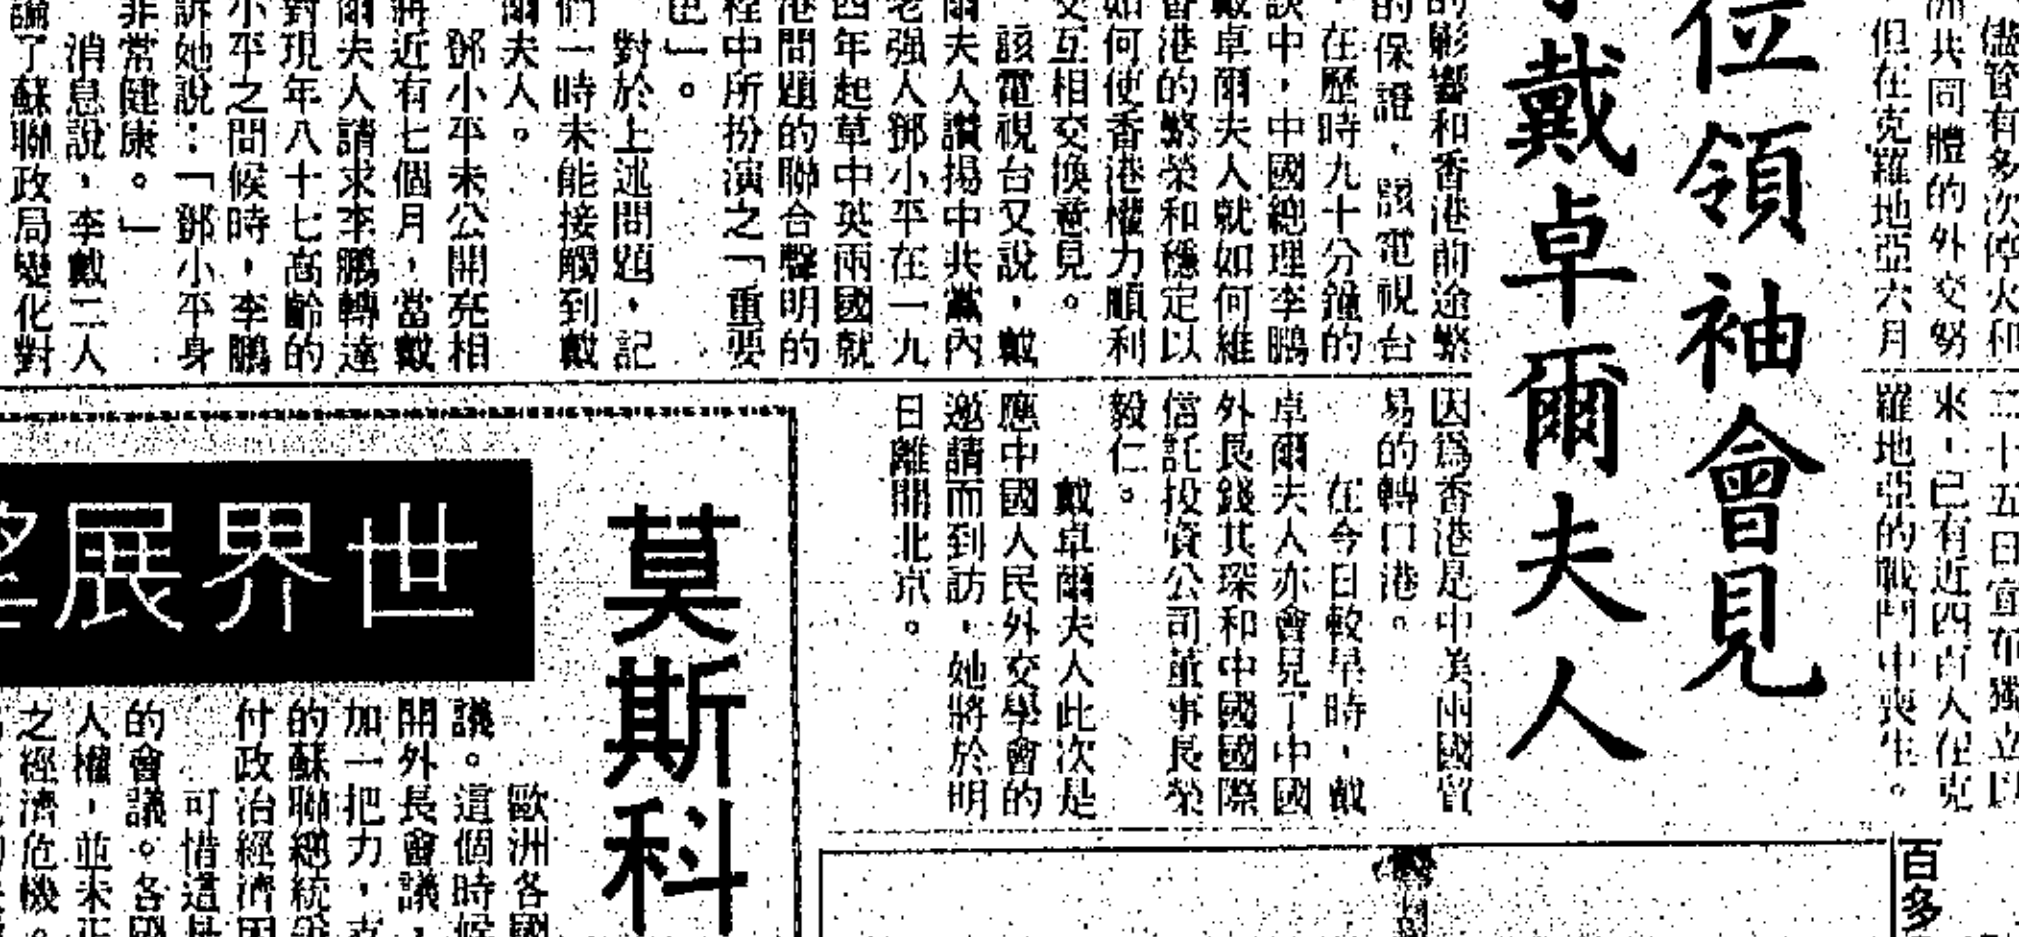 儘管有多次停火和
洲共同體的外交努
但在克羅地亞六月
二十五日宣布獨立以
來，已有近四百人在克
羅地亞的戰鬥中喪生。
位領袖會見
戴卓爾夫人
的影響和香港前途繁
的保證，該電視台
在歷時九十分鐘的
談中，中國總理李鵬
戴卓爾夫人就如何維
香港的繁榮和穩定以
如何使香港權力順利
交互相交換意見。
該電視台又說，戴
爾夫人讚揚中共黨內
老强人鄧小平在一九
四年起草中英兩國就
港問題的聯合聲明的
程中所扮演之「重要
色」。
對於上述問題，記
們一時未能接觸到戴
爾夫人。
鄧小平未公開亮相
將近有七個月，當戴
爾夫人請求李鵬轉達
對現年八十七高齡的
小平之問候時，李鵬
訴她說：「鄧小平身
非常健康。」
消息說，李戴二人
論了蘇聯政局變化對
因爲香港是中美兩國貿
易的轉口港。
在今日較早時，戴
卓爾夫人亦會見了中國
外長錢其琛和中國國際
信託投資公司董事長榮
毅仁。
戴卓爾夫人此次是
應中國人民外交學會的
邀請而到訪，她將於明
日離開北京。
世界展望
莫斯科
歐洲各國
議。這個時候
開外長會議，
加一把力，
的蘇聯總統
付政治經濟困
可惜這是
的會議。各國
人權，並未正
之經濟危機。
百多